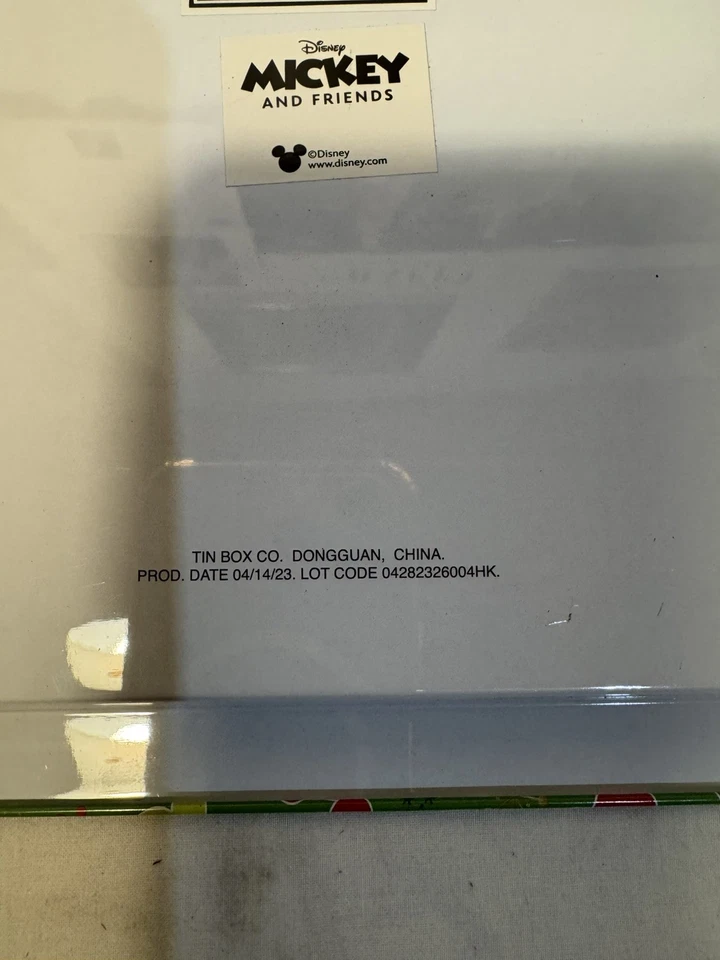 Disney
MICKEY
AND FRIENDS
©Disney
www.disney.com
TIN BOX CO. DONGGUAN, CHINA.
PROD. DATE 04/14/23. LOT CODE 04282326004HK.